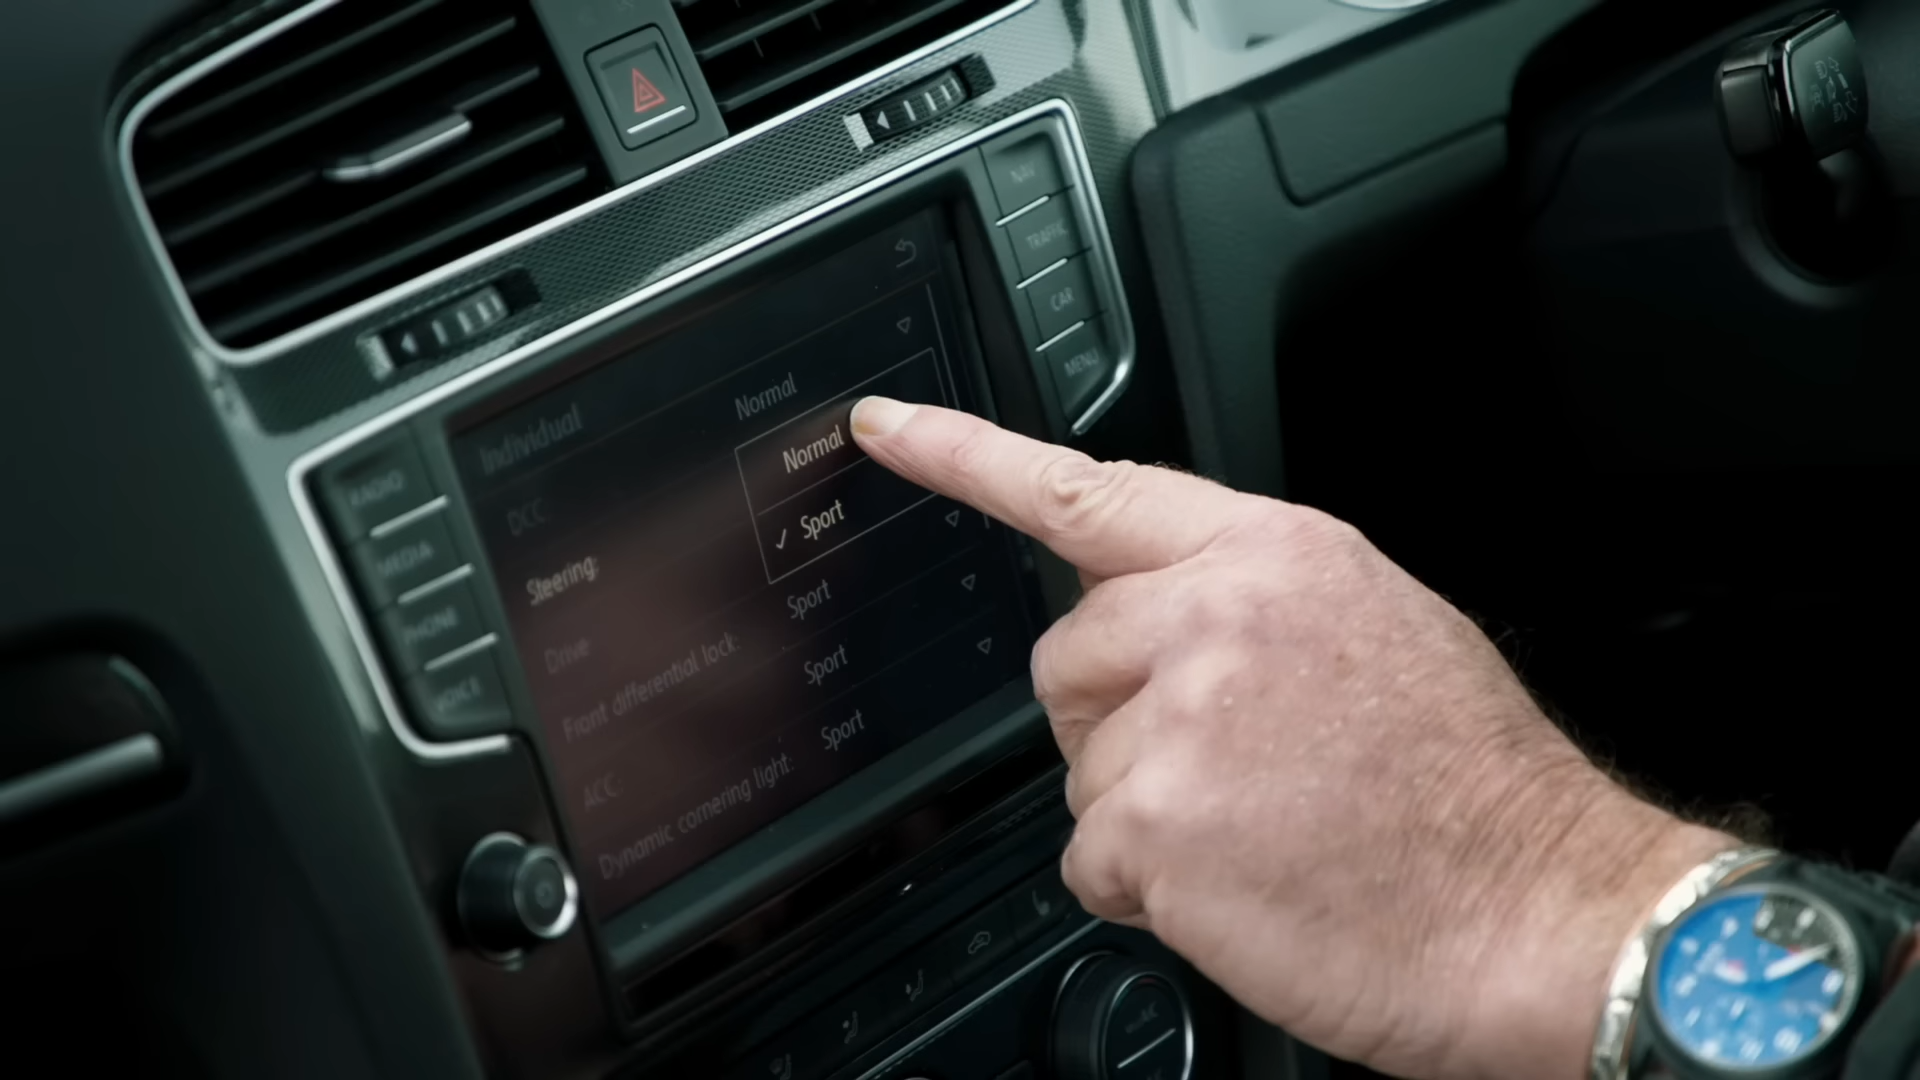 NAV
TRAFFIC
CAR
MENU
RADIO
MEDIA
PHONE
VOICE
Individual
DCC: Normal
Normal
Steering: ✓ Sport
Drive: Sport
Front differential lock: Sport
ACC: Sport
Dynamic cornering light: